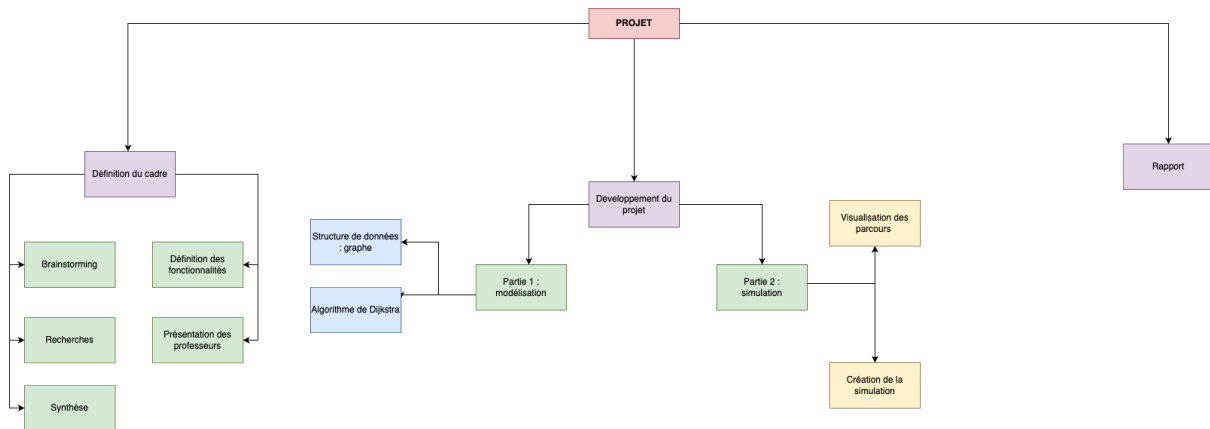 PROJET
Définition du cadre
Rapport
Developpement du
projet
Visualisation des
parcours
Structure de données
: graphe
Brainstorming
Définition des
fonctionnalités
Partie 1 :
modélisation
Partie 2 :
simulation
Algorithme de Dijkstra
Recherches
Présentation des
professeurs
Création de la
simulation
Synthèse